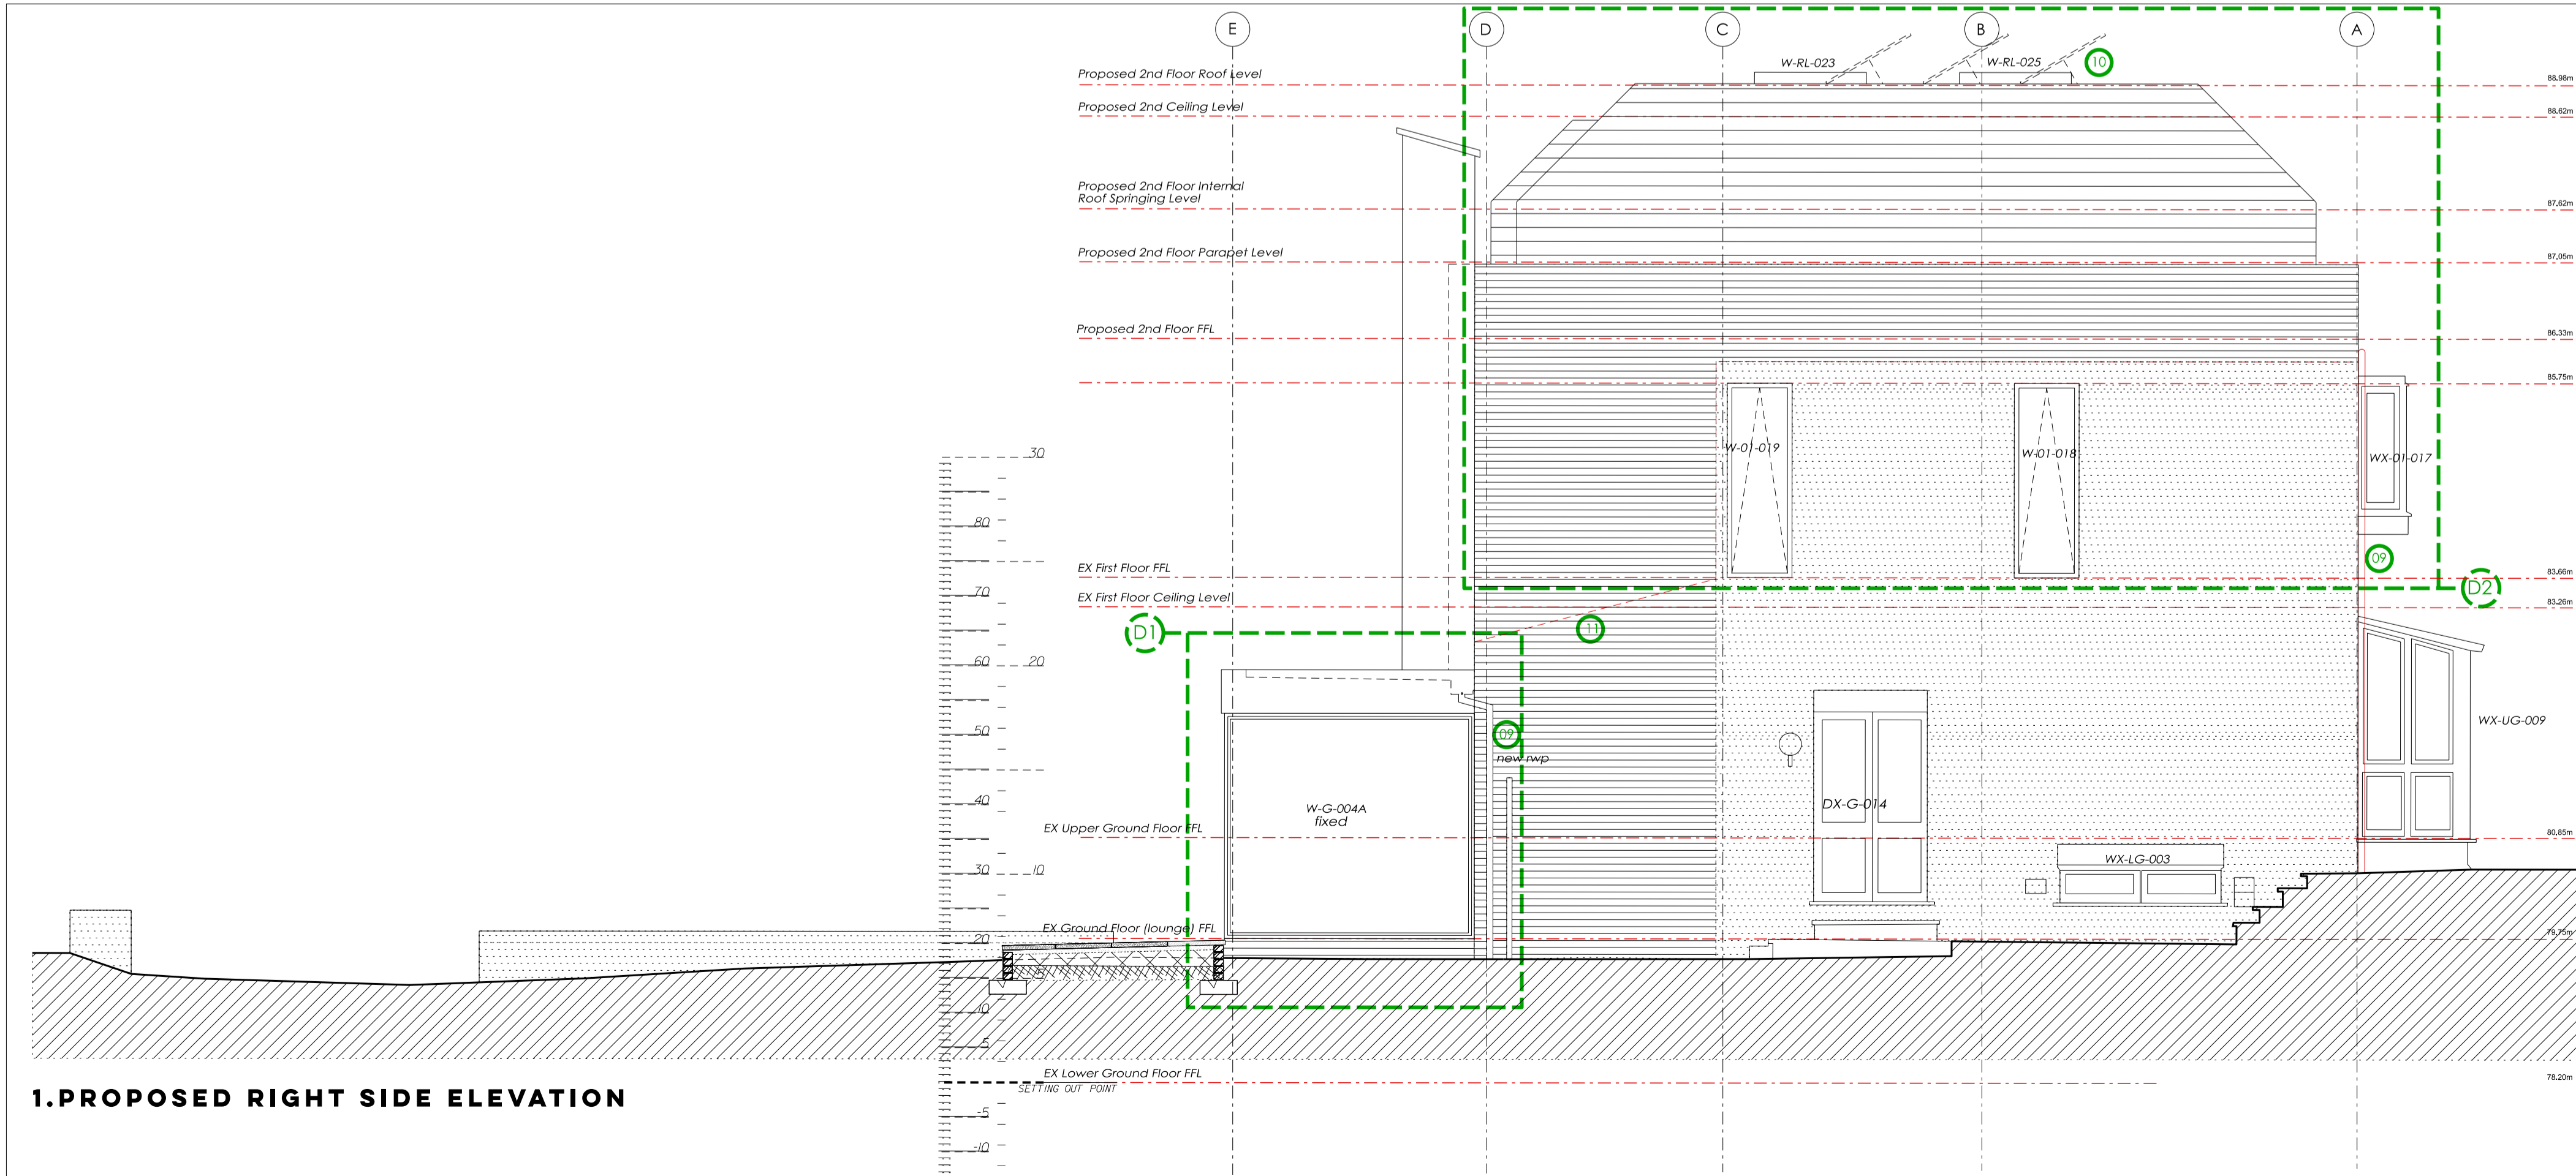 E
D
C
B
A
W-RL-023
W-RL-025
10
Proposed 2nd Floor Roof Level
88.98m
Proposed 2nd Ceiling Level
88.62m
Proposed 2nd Floor Internal
Roof Springing Level
87.62m
Proposed 2nd Floor Parapet Level
87.05m
Proposed 2nd Floor FFL
86.33m
85.75m
W-01-019
W-01-018
WX-01-017
30
80
09
EX First Floor FFL
83.66m
D2
70
EX First Floor Ceiling Level
83.26m
D1
11
60
20
50
09
new rwp
WX-UG-009
W-G-004A
fixed
DX-G-014
40
EX Upper Ground Floor FFL
80.85m
WX-LG-003
30
10
EX Ground Floor (lounge) FFL
20
79.75m
10
5
EX Lower Ground Floor FFL
78.20m
SETTING OUT POINT
1.PROPOSED RIGHT SIDE ELEVATION
-5
-10